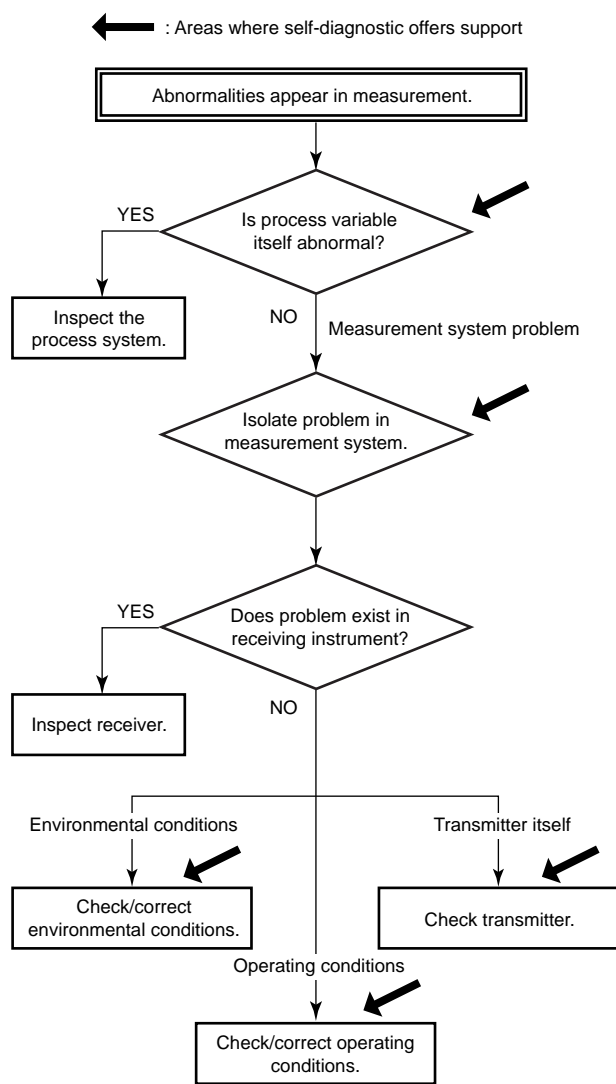 : Areas where self-diagnostic offers support
Abnormalities appear in measurement.
YES
Is process variable
itself abnormal?
Inspect the
process system.
NO
Measurement system problem
Isolate problem in
measurement system.
YES
Does problem exist in
receiving instrument?
Inspect receiver.
NO
Environmental conditions
Transmitter itself
Check/correct
environmental conditions.
Check transmitter.
Operating conditions
Check/correct operating
conditions.